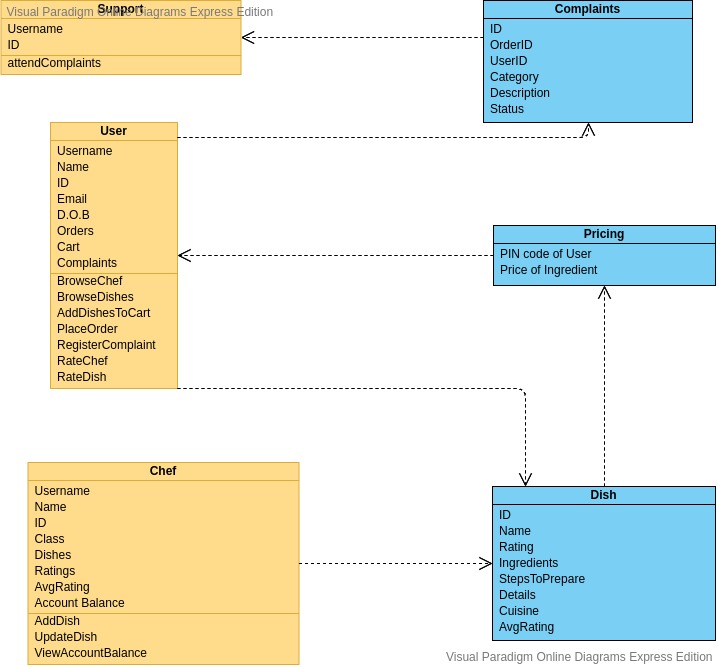 Visual Paradigm Online Diagrams Express Edition
Support
Username
ID
attendComplaints
Complaints
ID
OrderID
UserID
Category
Description
Status
User
Username
Name
ID
Email
D.O.B
Orders
Cart
Complaints
BrowseChef
BrowseDishes
AddDishesToCart
PlaceOrder
RegisterComplaint
RateChef
RateDish
Pricing
PIN code of User
Price of Ingredient
Chef
Username
Name
ID
Class
Dishes
Ratings
AvgRating
Account Balance
AddDish
UpdateDish
ViewAccountBalance
Dish
ID
Name
Rating
Ingredients
StepsToPrepare
Details
Cuisine
AvgRating
Visual Paradigm Online Diagrams Express Edition